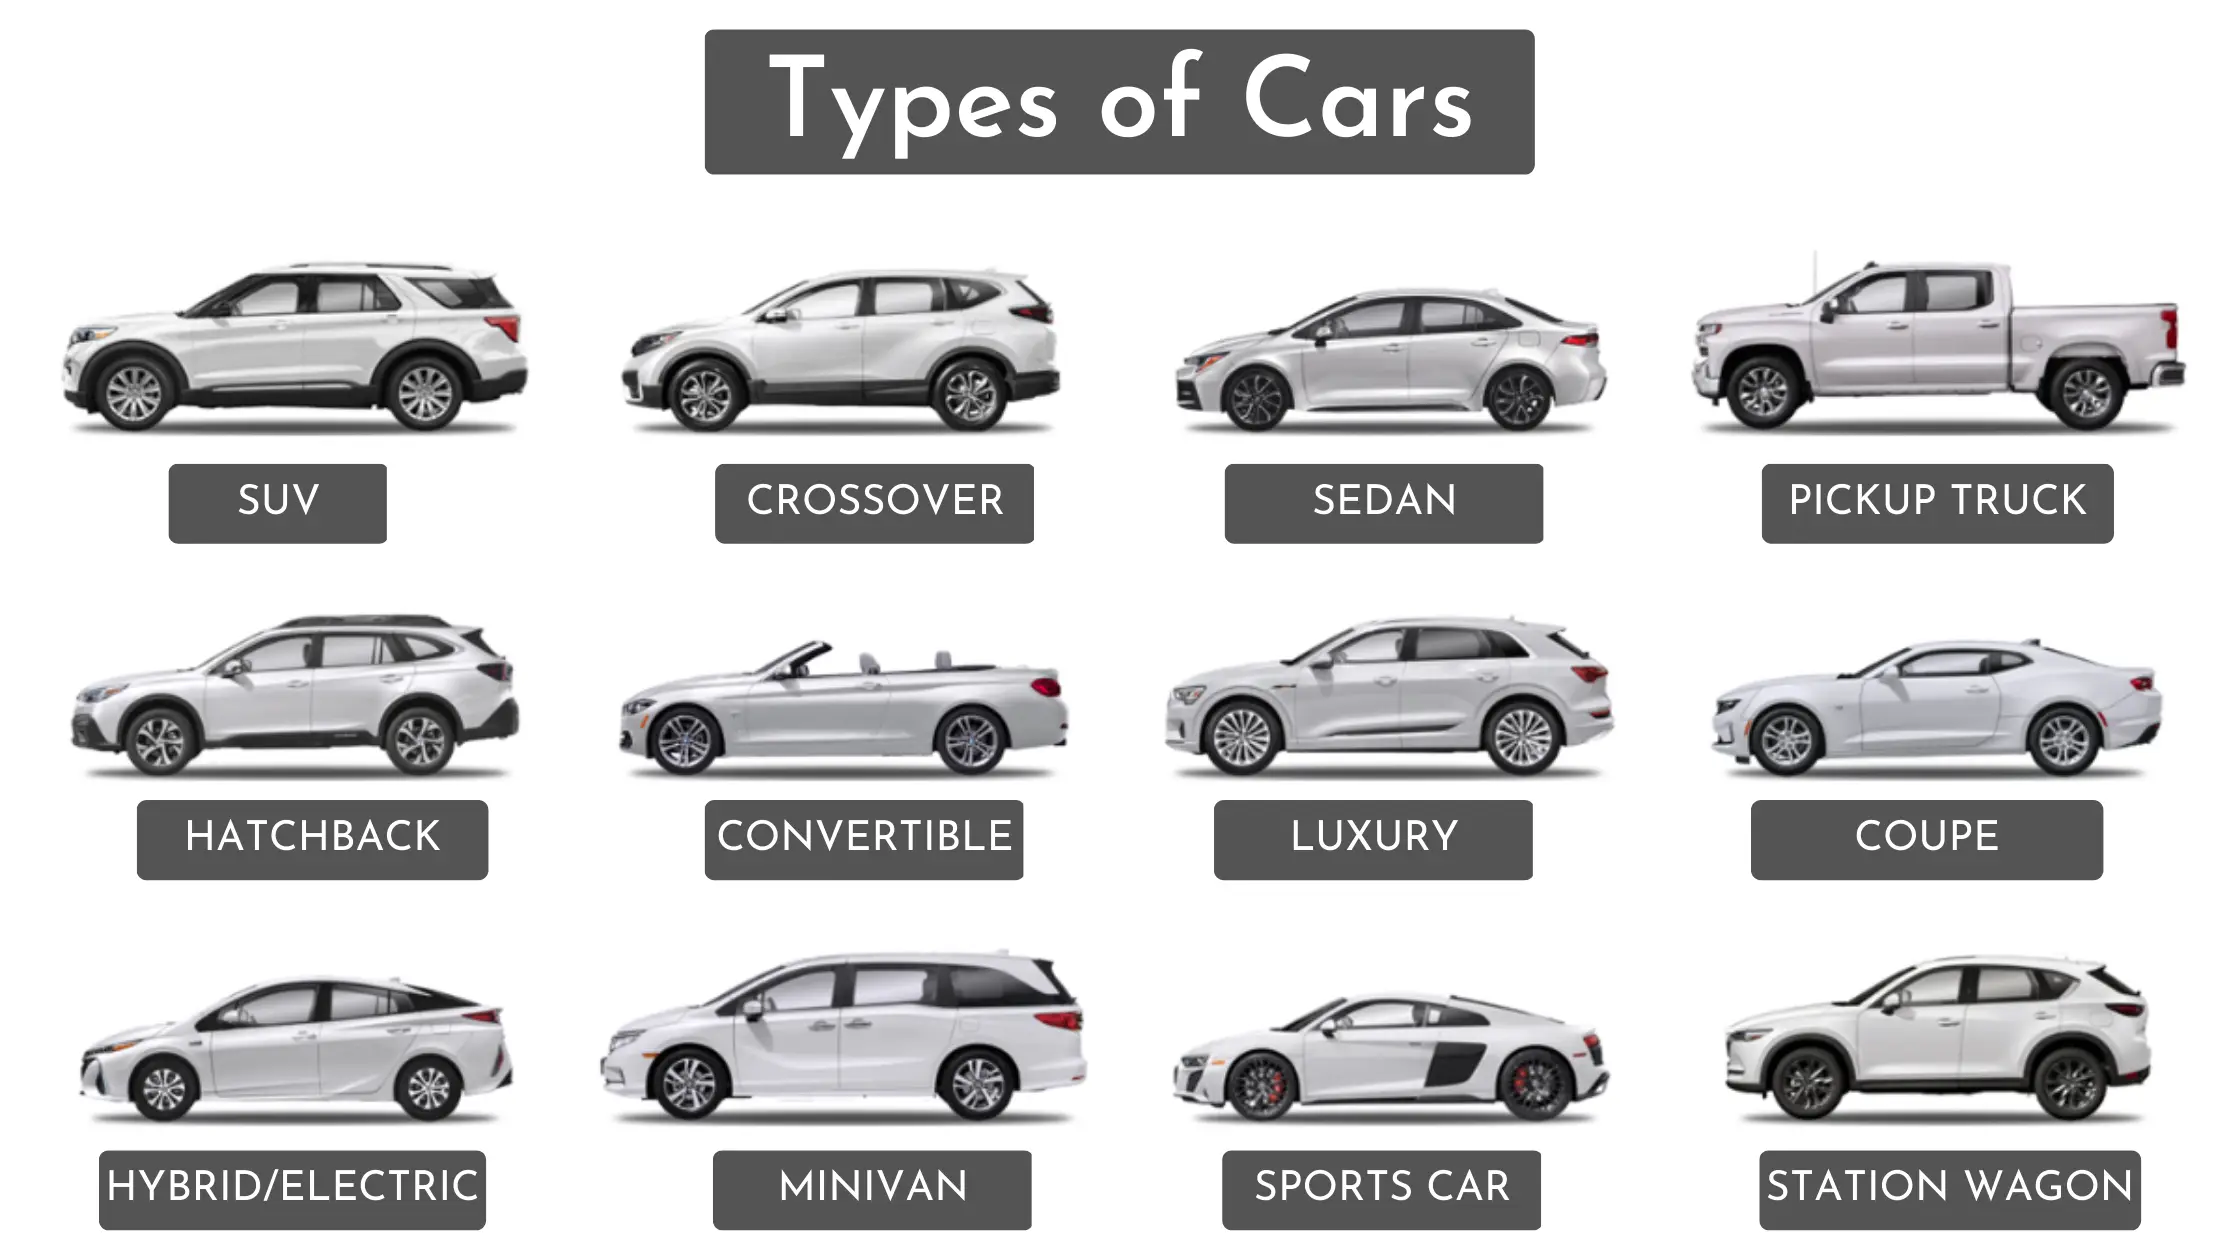 Types of Cars
SUV
CROSSOVER
SEDAN
PICKUP TRUCK
HATCHBACK
CONVERTIBLE
LUXURY
COUPE
HYBRID/ELECTRIC
MINIVAN
SPORTS CAR
STATION WAGON